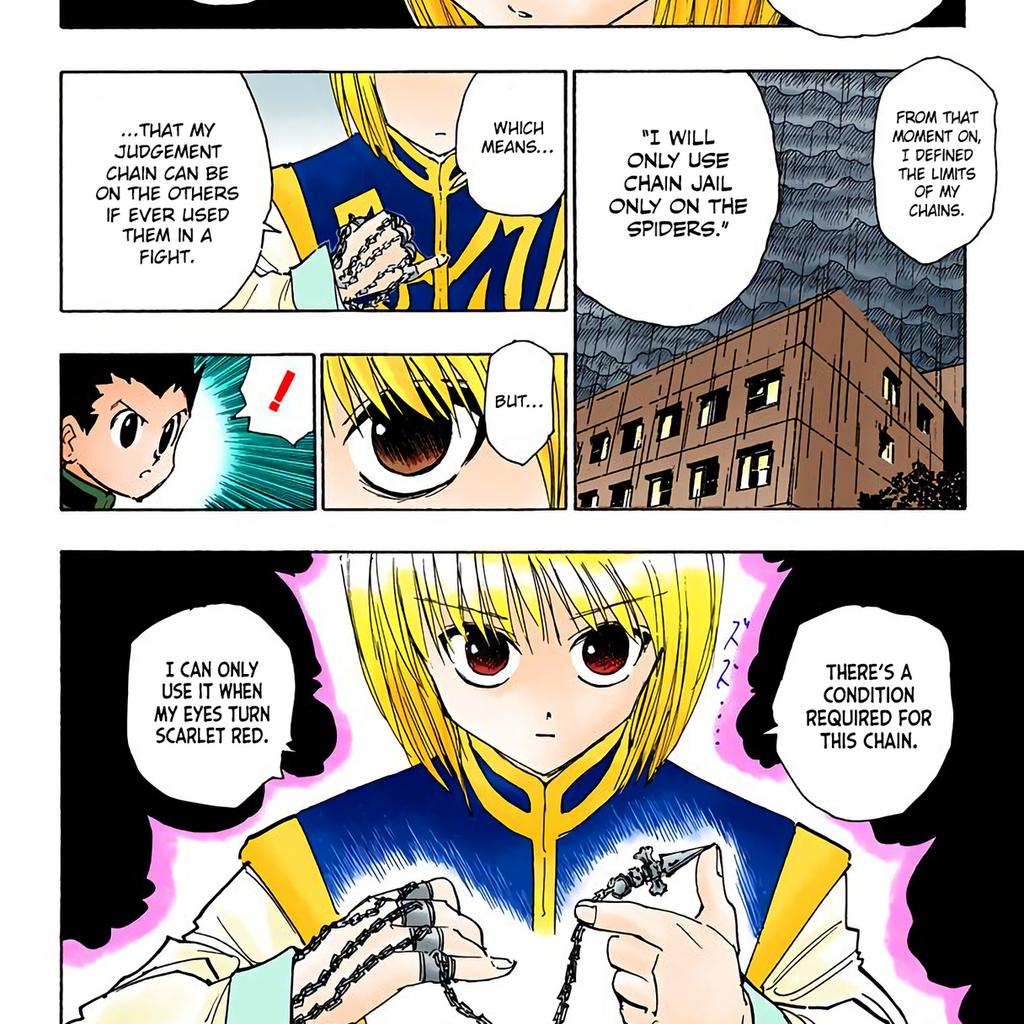 FROM THAT
MOMENT ON,
I DEFINED
THE LIMITS
OF MY
CHAINS.
"I WILL
ONLY USE
CHAIN JAIL
ONLY ON THE
SPIDERS."
WHICH
MEANS...
...THAT MY
JUDGEMENT
CHAIN CAN BE
ON THE OTHERS
IF EVER USED
THEM IN A
FIGHT.
BUT...
!
THERE'S A
CONDITION
REQUIRED FOR
THIS CHAIN.
ズズ....
I CAN ONLY
USE IT WHEN
MY EYES TURN
SCARLET RED.